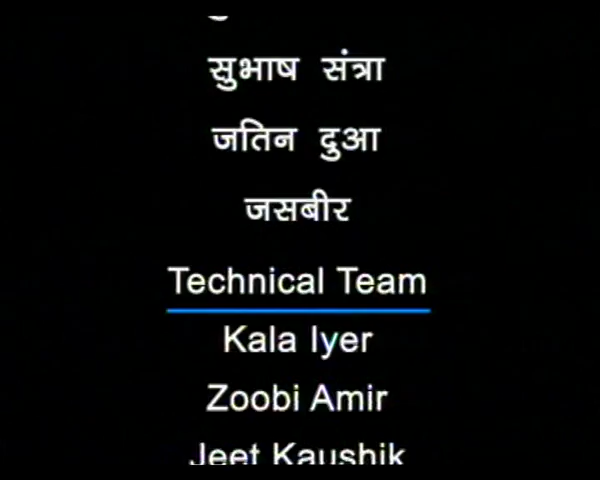 सुभाष संत्रा
जतिन दुआ
जसबीर
Technical Team
Kala Iyer
Zoobi Amir
Jeet Kaushik